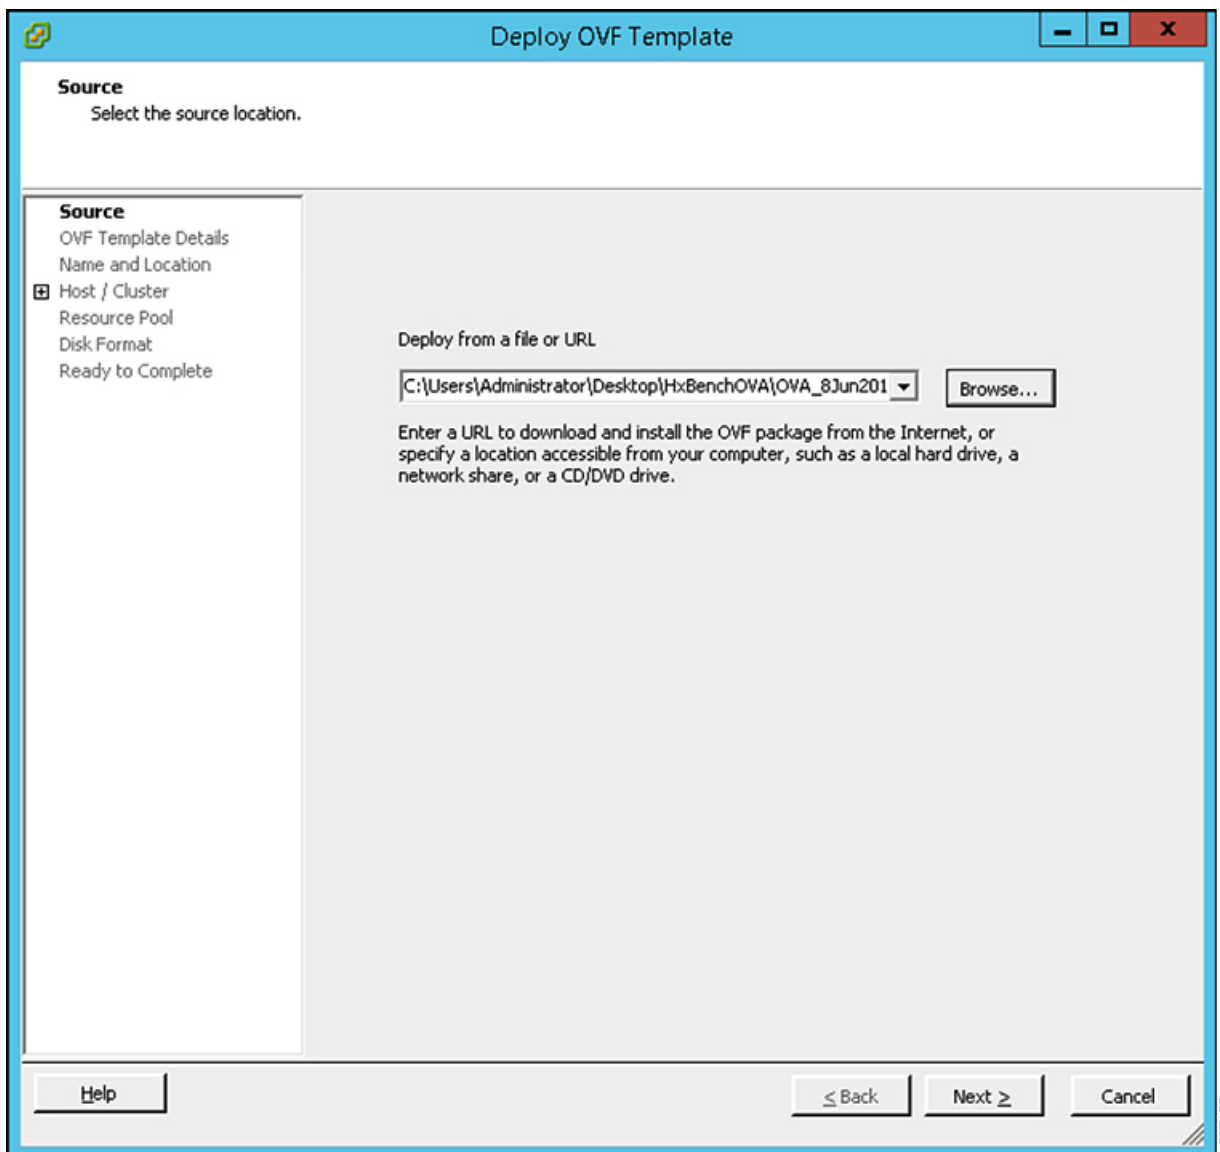 Deploy OVF Template
Source
Select the source location.
Source
OVF Template Details
Name and Location
Host / Cluster
Resource Pool
Disk Format
Ready to Complete
Deploy from a file or URL
C:\Users\Administrator\Desktop\HxBenchOVA\OVA_8Jun201
Browse...
Enter a URL to download and install the OVF package from the Internet, or
specify a location accessible from your computer, such as a local hard drive, a
network share, or a CD/DVD drive.
Help
< Back
Next >
Cancel